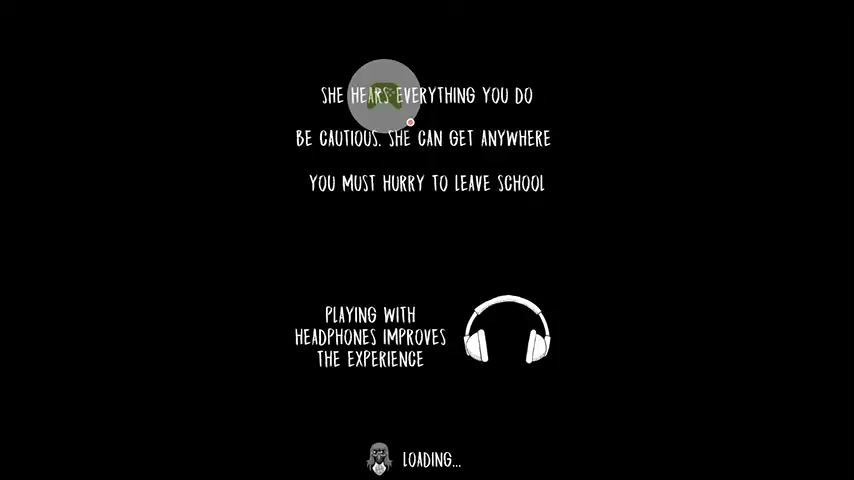 SHE HEARS EVERYTHING YOU DO
BE CAUTIOUS. SHE CAN GET ANYWHERE
YOU MUST HURRY TO LEAVE SCHOOL
PLAYING WITH
HEADPHONES IMPROVES
THE EXPERIENCE
LOADING...